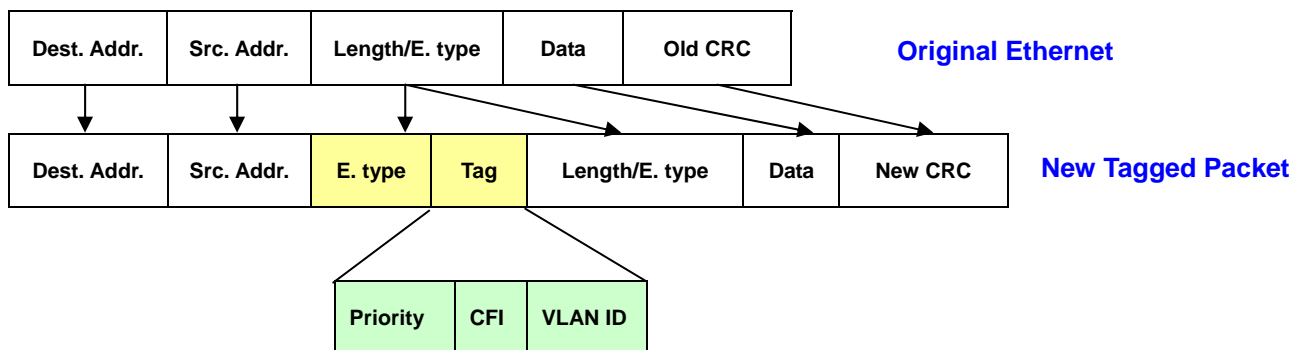 Dest. Addr. Src. Addr. Length/E. type Data Old CRC Original Ethernet
Dest. Addr. Src. Addr. E. type Tag Length/E. type Data New CRC New Tagged Packet
Priority CFI VLAN ID